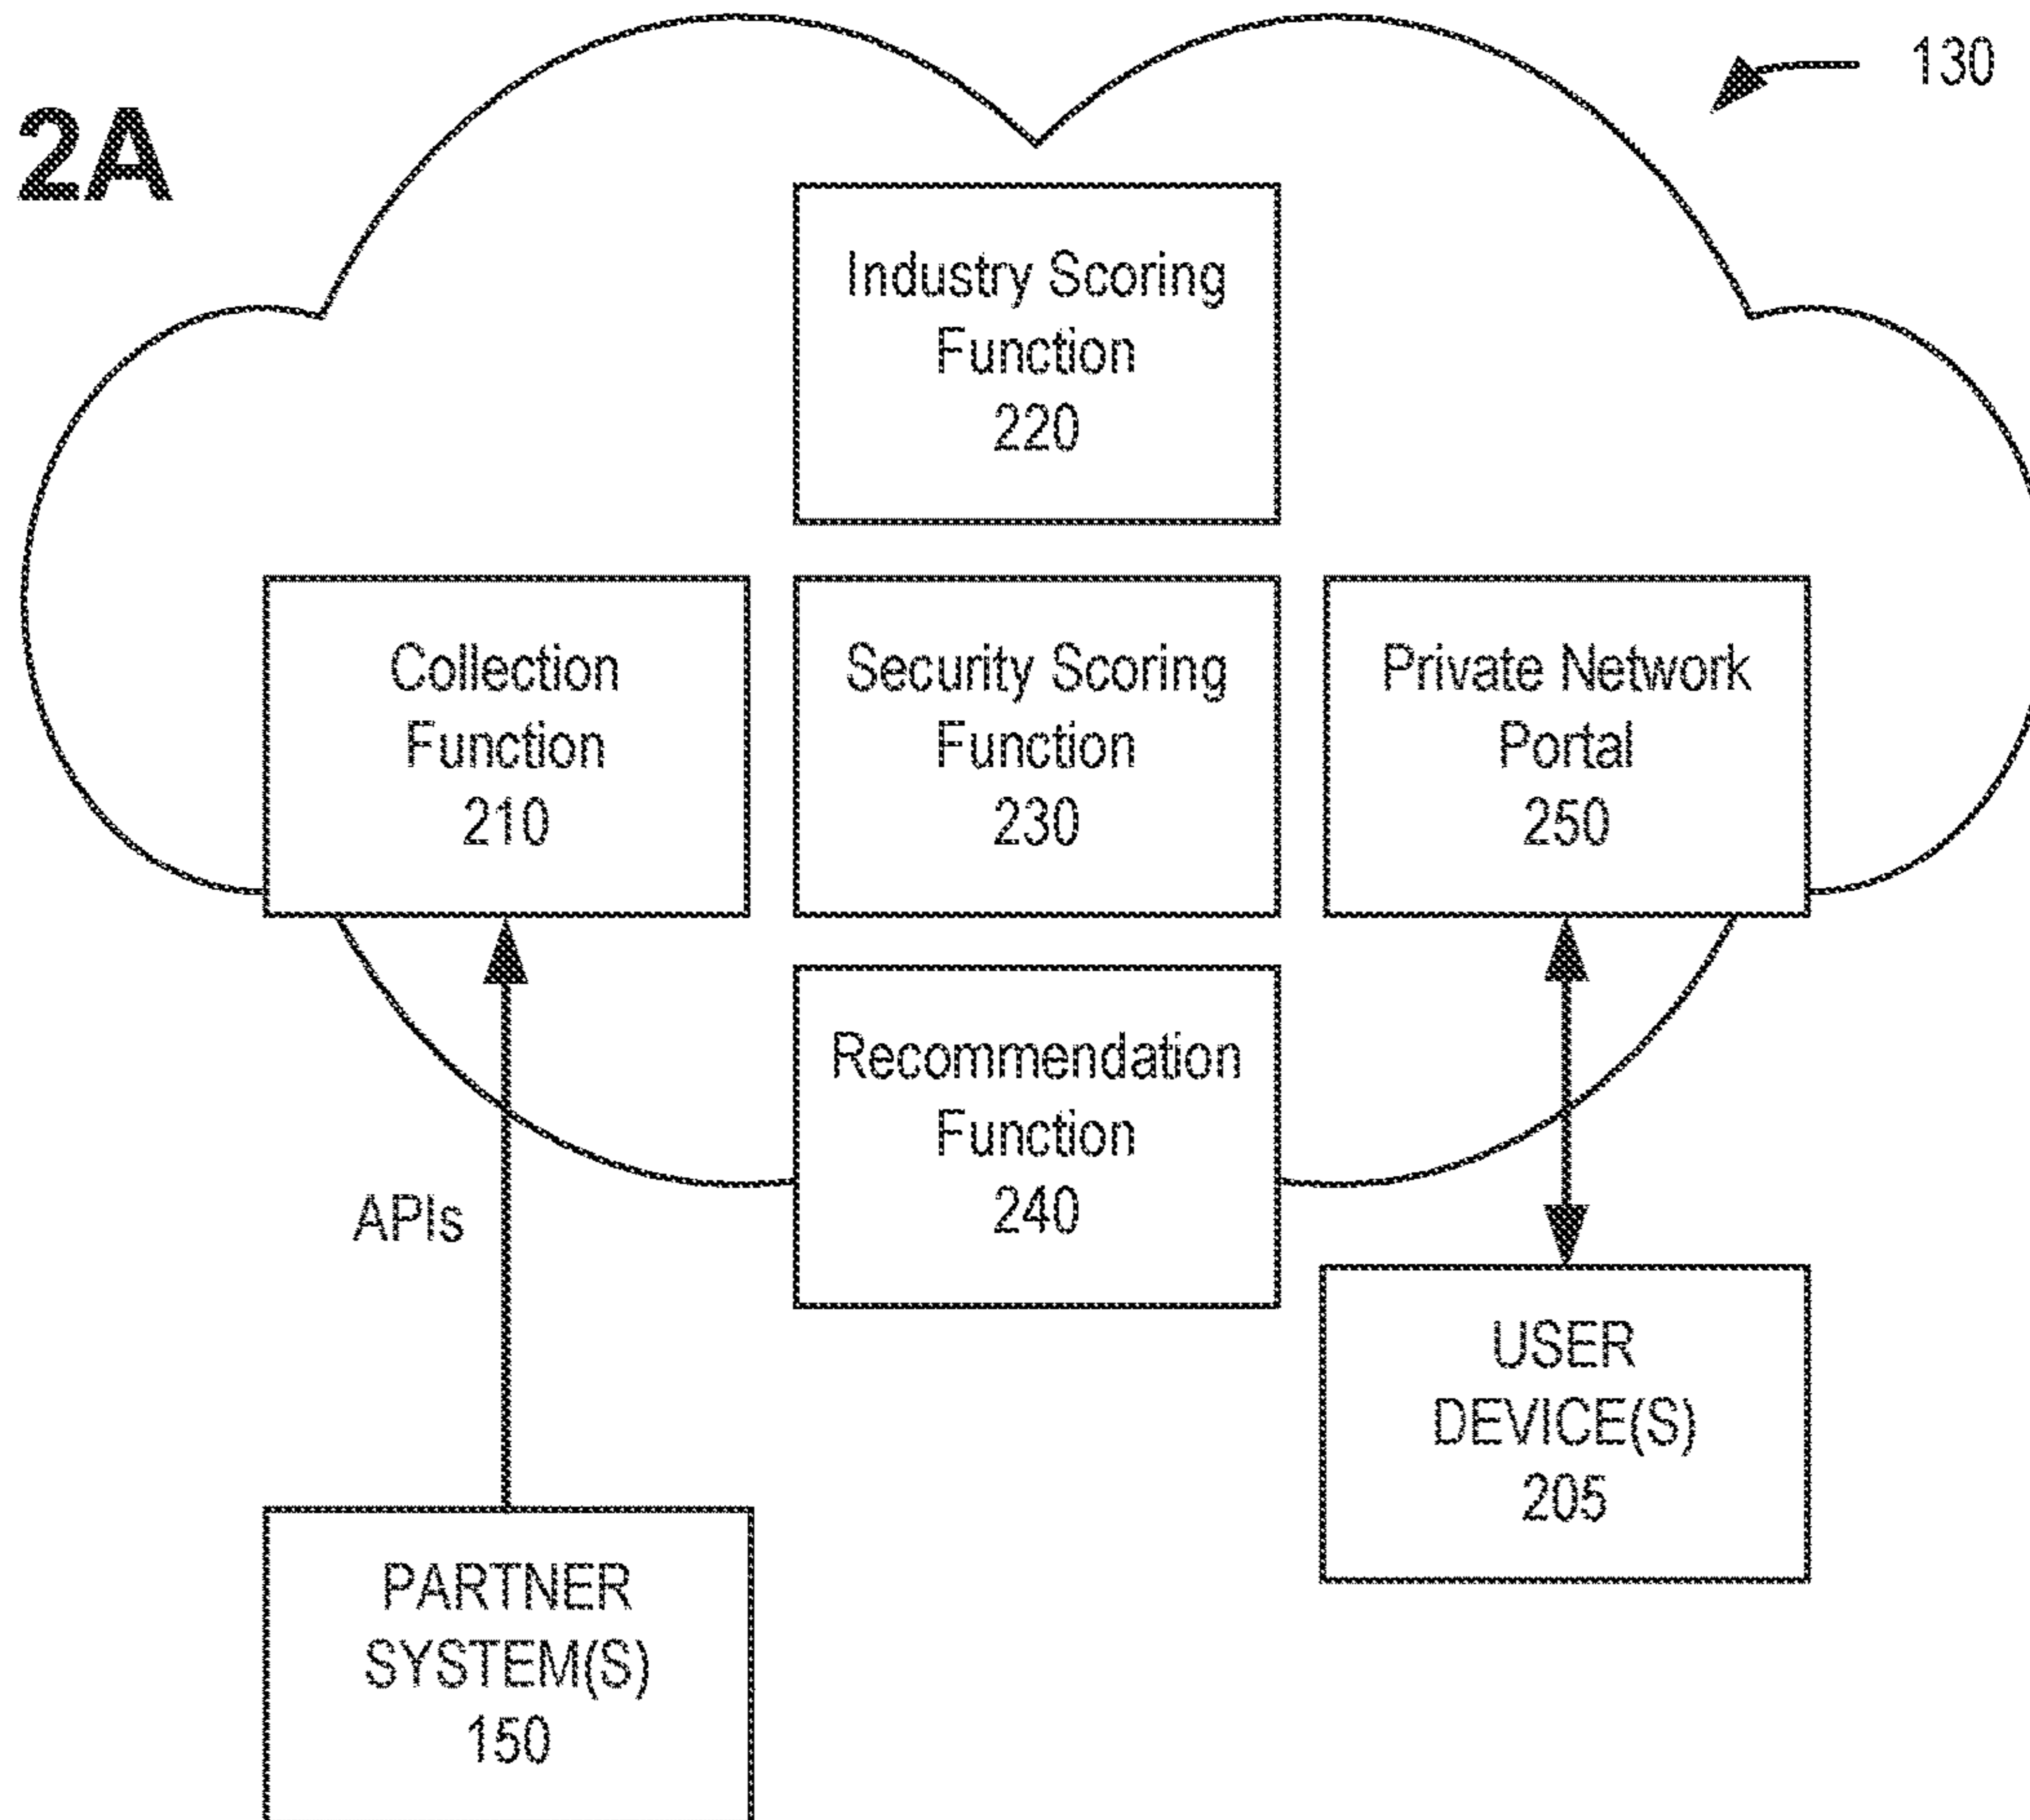 130
2A
Industry Scoring
Function
220
Collection
Function
210
Security Scoring
Function
230
Private Network
Portal
250
Recommendation
Function
240
APIs
USER
DEVICE(S)
205
PARTNER
SYSTEM(S)
150